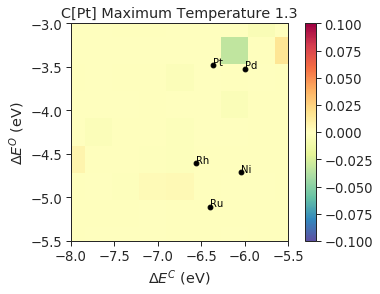 C[Pt] Maximum Temperature 1.3
−3.0
−3.5
−4.0
−4.5
−5.0
−5.5
ΔE^O (eV)
Pt
Pd
Rh
Ni
Ru
−8.0 −7.5 −7.0 −6.5 −6.0 −5.5
ΔE^C (eV)
0.100
0.075
0.050
0.025
0.000
−0.025
−0.050
−0.075
−0.100